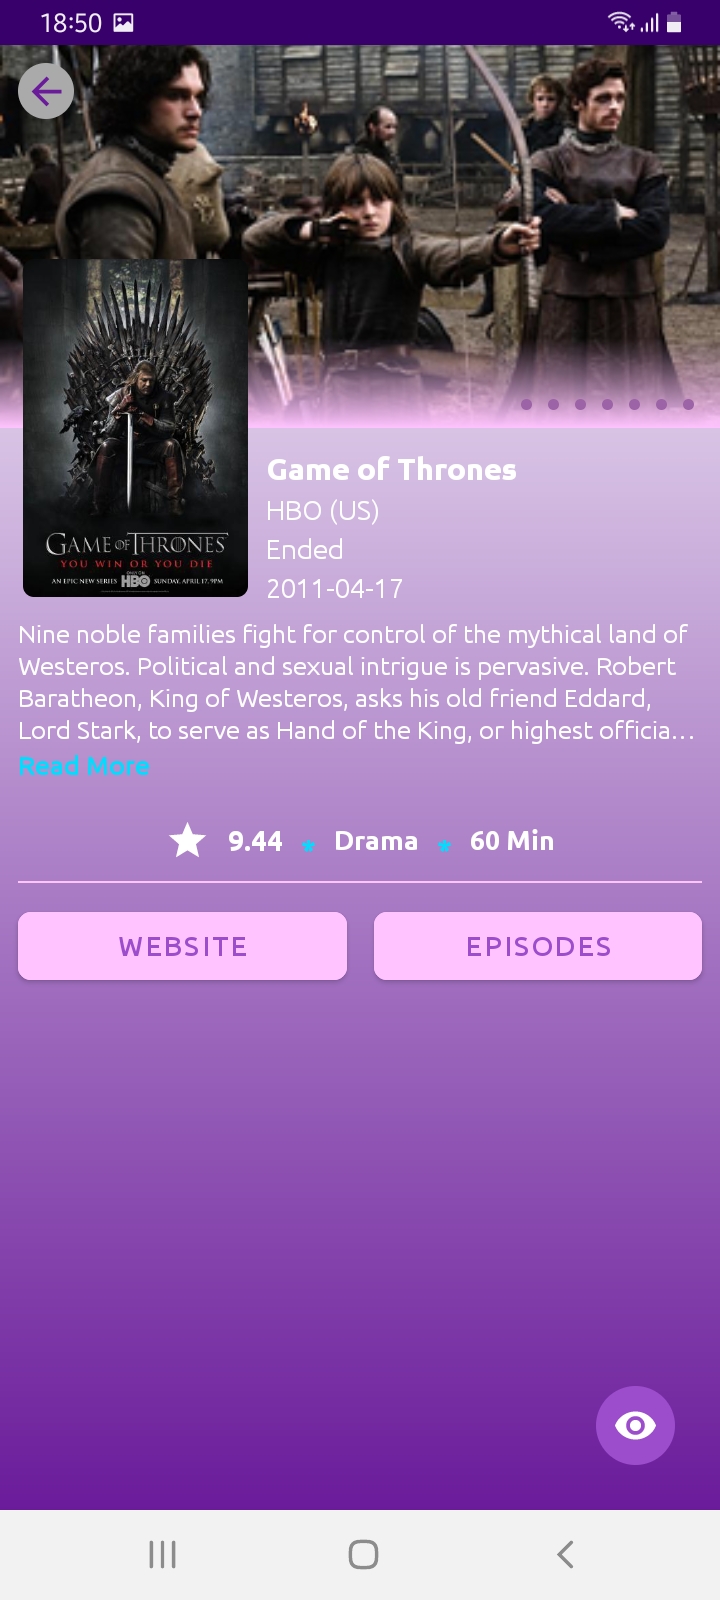 18:50
GAME OF THRONES
YOU WIN OR YOU DIE
ONLY ON
AN EPIC NEW SERIES HBO SUNDAY, APRIL 17, 9PM
Game of Thrones
HBO (US)
Ended
2011-04-17
Nine noble families fight for control of the mythical land of
Westeros. Political and sexual intrigue is pervasive. Robert
Baratheon, King of Westeros, asks his old friend Eddard,
Lord Stark, to serve as Hand of the King, or highest officia…
Read More
9.44 * Drama * 60 Min
WEBSITE EPISODES